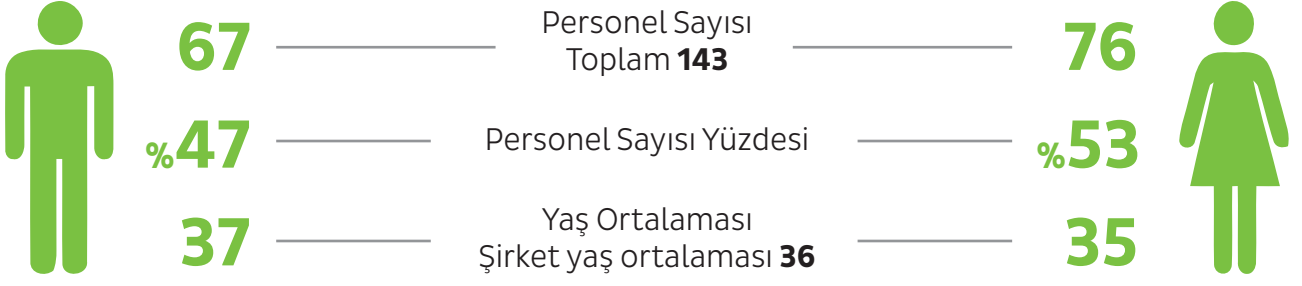 Personel Sayısı
67 Toplam 143 76
%47 Personel Sayısı Yüzdesi %53
Yaş Ortalaması
37 Şirket yaş ortalaması 36 35